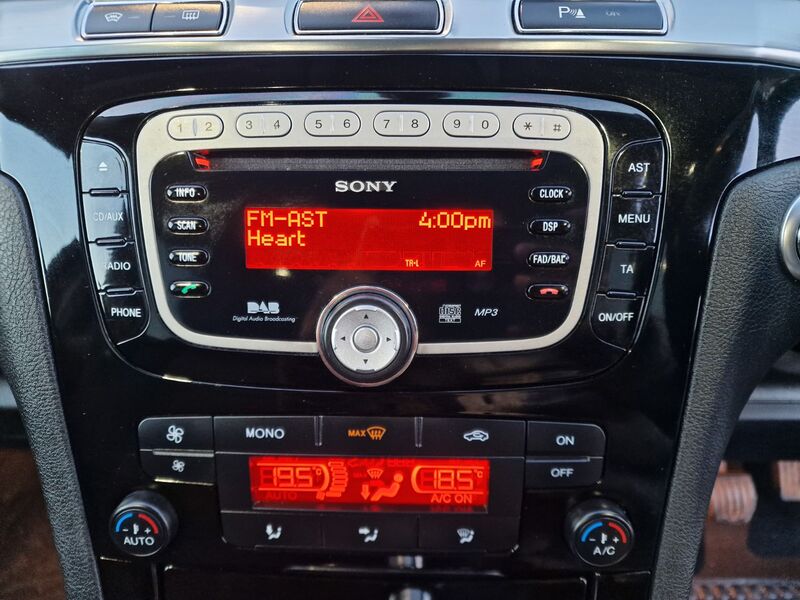 P OFF
1 2 3 4 5 6 7 8 9 0 * #
INFO
SCAN
TONE
SONY
CLOCK
DSP
FAD/BAL
FM-AST 4:00pm
Heart
TR-L AF
CD/AUX
RADIO
PHONE
AST
MENU
TA
ON/OFF
DAB
Digital Audio Broadcasting
MP3
MONO MAX ON
OFF
19.5°C 18.5°C
AUTO A/C ON
AUTO
A/C